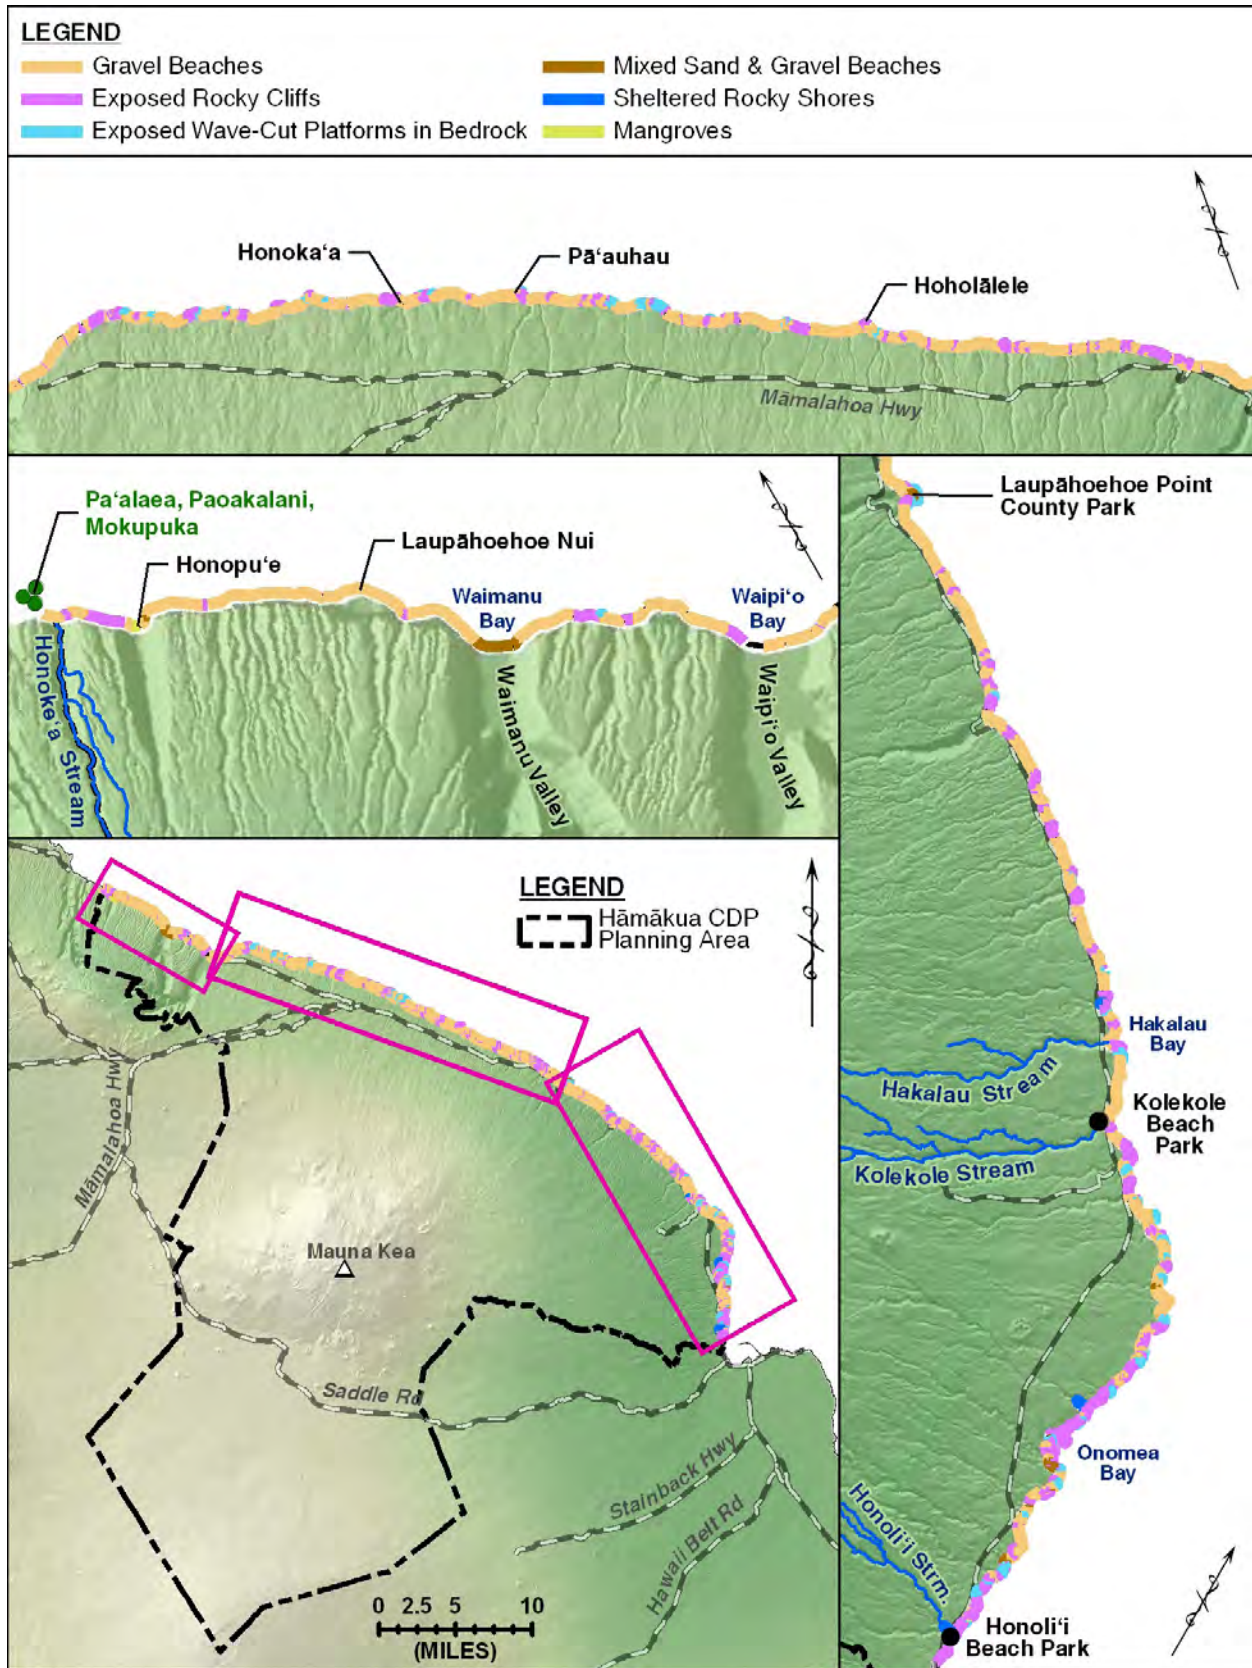 LEGEND
Gravel Beaches
Exposed Rocky Cliffs
Exposed Wave-Cut Platforms in Bedrock
Mixed Sand & Gravel Beaches
Sheltered Rocky Shores
Mangroves
Honoka‘a
Pā‘auhau
Hoholālele
Māmalahoa Hwy
Pa‘alaea, Paoakalani,
Mokupuka
Honopu‘e
Laupāhoehoe Nui
Waimanu
Bay
Waipi‘o
Bay
Honoke‘a Stream
Waimanu Valley
Waipi‘o Valley
Laupāhoehoe Point
County Park
Hakalau
Bay
Hakalau Stream
Kolekole
Beach
Park
Kolekole Stream
Onomea
Bay
Honoli‘i Strm.
Honoli‘i
Beach Park
LEGEND
Hāmākua CDP
Planning Area
Māmalahoa Hwy
Mauna Kea
Saddle Rd
Stainback Hwy
Hawaii Belt Rd
0 2.5 5 10
(MILES)